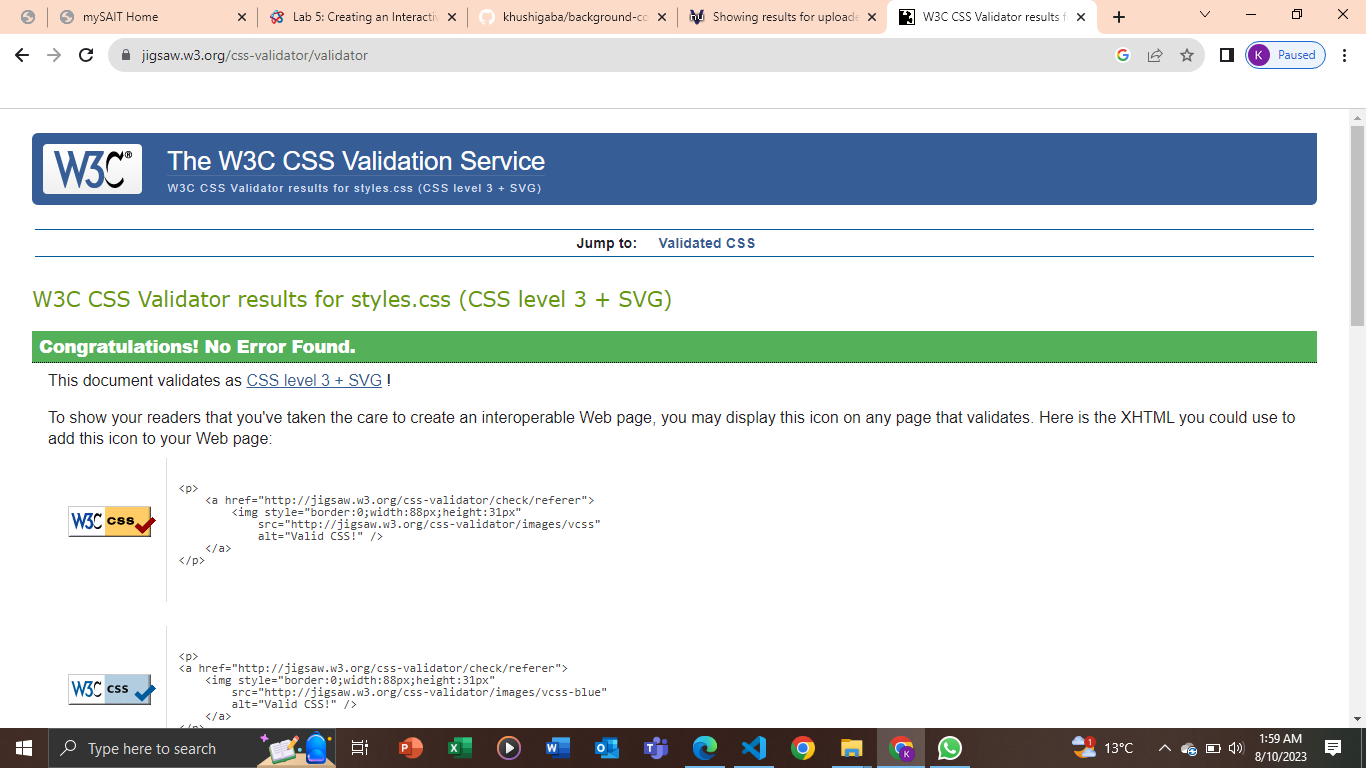 mySAIT Home
Lab 5: Creating an Interactiv
khushigaba/background-co
Showing results for uploade
W3C CSS Validator results f
jigsaw.w3.org/css-validator/validator
K Paused
W3C®
The W3C CSS Validation Service
W3C CSS Validator results for styles.css (CSS level 3 + SVG)
Jump to: Validated CSS
W3C CSS Validator results for styles.css (CSS level 3 + SVG)
Congratulations! No Error Found.
This document validates as CSS level 3 + SVG !
To show your readers that you've taken the care to create an interoperable Web page, you may display this icon on any page that validates. Here is the XHTML you could use to
add this icon to your Web page:
W3C css
<p>
<a href="http://jigsaw.w3.org/css-validator/check/referer">
<img style="border:0;width:88px;height:31px"
src="http://jigsaw.w3.org/css-validator/images/vcss"
alt="Valid CSS!" />
</a>
</p>
W3C css
<p>
<a href="http://jigsaw.w3.org/css-validator/check/referer">
<img style="border:0;width:88px;height:31px"
src="http://jigsaw.w3.org/css-validator/images/vcss-blue"
alt="Valid CSS!" />
</a>
</p>
Type here to search
1
13°C
1:59 AM
8/10/2023